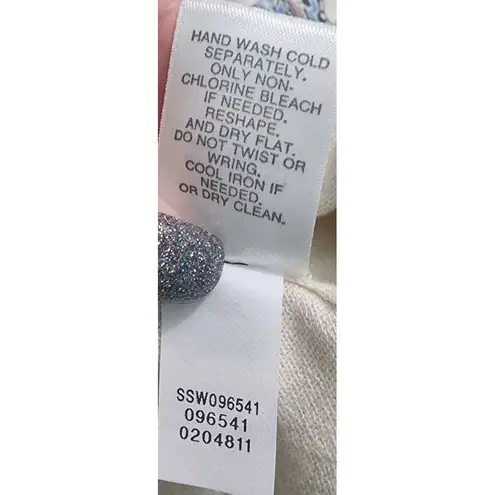 HAND WASH COLD
SEPARATELY.
ONLY NON-
CHLORINE BLEACH
IF NEEDED.
RESHAPE.
AND DRY FLAT.
DO NOT TWIST OR
WRING.
COOL IRON IF
NEEDED.
OR DRY CLEAN.
SSW096541
096541
0204811